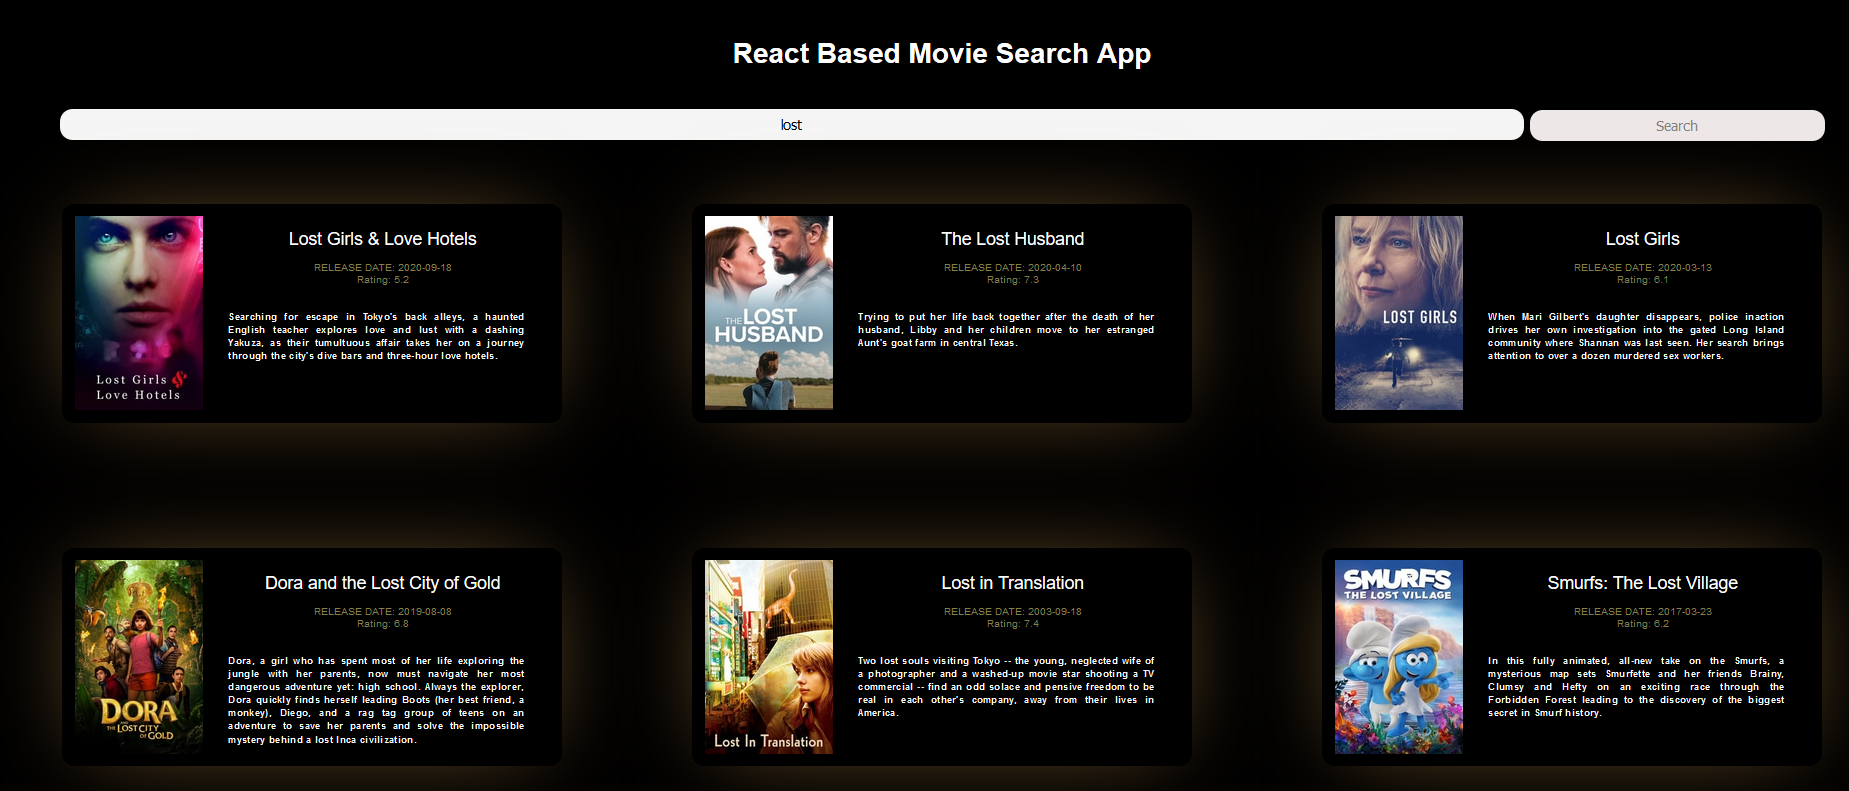 React Based Movie Search App
lost
Search
Lost Girls & Love Hotels
RELEASE DATE: 2020-09-18
Rating: 5.2
Searching for escape in Tokyo's back alleys, a haunted
English teacher explores love and lust with a dashing
Yakuza, as their tumultuous affair takes her on a journey
through the city's dive bars and three-hour love hotels.
Lost Girls &
Love Hotels
The Lost Husband
RELEASE DATE: 2020-04-10
Rating: 7.3
Trying to put her life back together after the death of her
husband, Libby and her children move to her estranged
Aunt's goat farm in central Texas.
THE LOST
HUSBAND
Lost Girls
RELEASE DATE: 2020-03-13
Rating: 6.1
When Mari Gilbert's daughter disappears, police inaction
drives her own investigation into the gated Long Island
community where Shannan was last seen. Her search brings
attention to over a dozen murdered sex workers.
LOST GIRLS
Dora and the Lost City of Gold
RELEASE DATE: 2019-08-08
Rating: 6.8
Dora, a girl who has spent most of her life exploring the
jungle with her parents, now must navigate her most
dangerous adventure yet: high school. Always the explorer,
Dora quickly finds herself leading Boots (her best friend, a
monkey), Diego, and a rag tag group of teens on an
adventure to save her parents and solve the impossible
mystery behind a lost Inca civilization.
DORA
AND
THE LOST CITY
OF GOLD
Lost in Translation
RELEASE DATE: 2003-09-18
Rating: 7.4
Two lost souls visiting Tokyo -- the young, neglected wife of
a photographer and a washed-up movie star shooting a TV
commercial -- find an odd solace and pensive freedom to be
real in each other's company, away from their lives in
America.
Lost In Translation
Smurfs: The Lost Village
RELEASE DATE: 2017-03-23
Rating: 6.2
In this fully animated, all-new take on the Smurfs, a
mysterious map sets Smurfette and her friends Brainy,
Clumsy and Hefty on an exciting race through the
Forbidden Forest leading to the discovery of the biggest
secret in Smurf history.
SMURFS
THE LOST VILLAGE